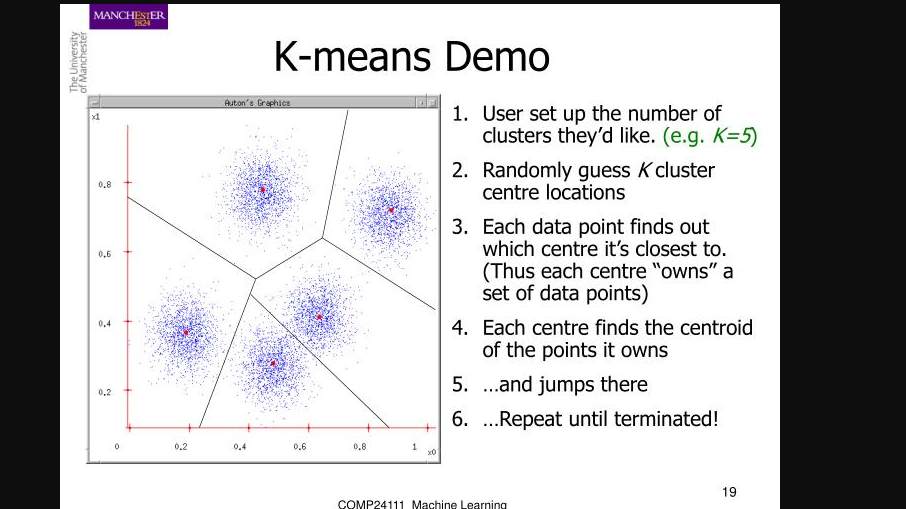 MANCHESTER
1824
The University
of Manchester
K-means Demo
Auton's Graphics
x1
0.8
0.6
0.4
0.2
0 0.2 0.4 0.6 0.8 1
x0
1. User set up the number of
clusters they'd like. (e.g. K=5)
2. Randomly guess K cluster
centre locations
3. Each data point finds out
which centre it's closest to.
(Thus each centre “owns” a
set of data points)
4. Each centre finds the centroid
of the points it owns
5. …and jumps there
6. …Repeat until terminated!
19
COMP24111 Machine Learning